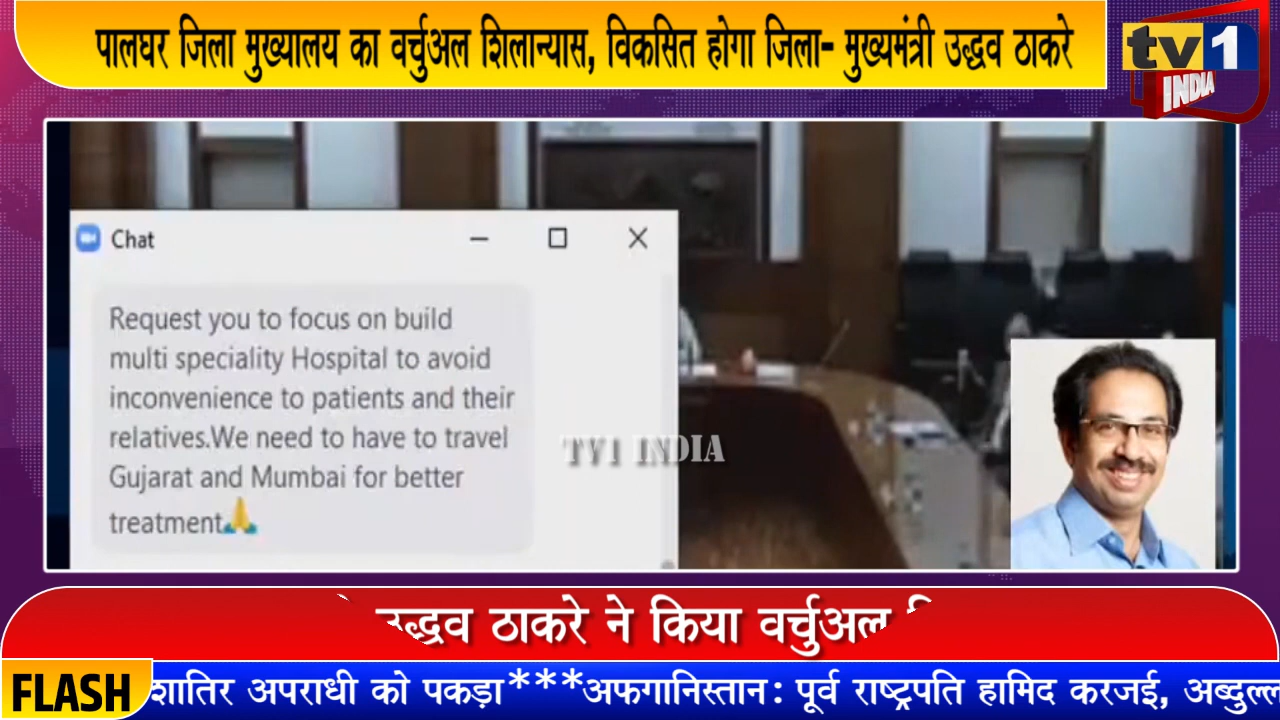 पालघर जिला मुख्यालय का वर्चुअल शिलान्यास, विकसित होगा जिला- मुख्यमंत्री उद्धव ठाकरे
tv1
INDIA
Chat
Request you to focus on build
multi speciality Hospital to avoid
inconvenience to patients and their
relatives.We need to have to travel
Gujarat and Mumbai for better
treatment🙏
TV1 INDIA
उद्धव ठाकरे ने किया वर्चुअल
FLASH
शातिर अपराधी को पकड़ा***अफगानिस्तान: पूर्व राष्ट्रपति हामिद करजई, अब्दुल्ल